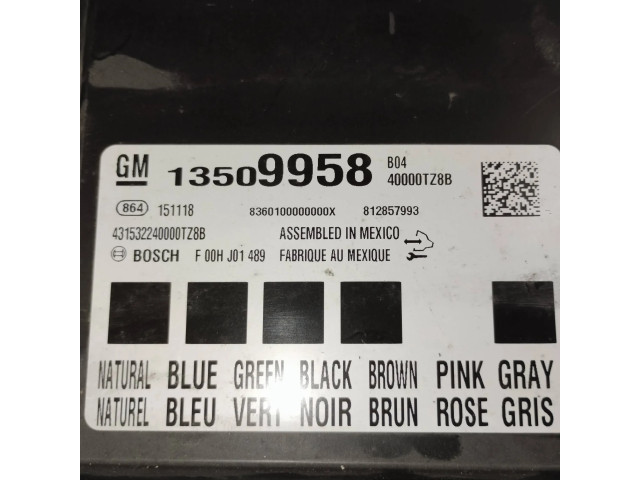 GM 13509958 B04
40000TZ8B
864 151118 8360100000000X 812857993
431532240000TZ8B ASSEMBLED IN MEXICO
BOSCH F 00H J01 489 FABRIQUE AU MEXIQUE
NATURAL BLUE GREEN BLACK BROWN PINK GRAY
NATUREL BLEU VERT NOIR BRUN ROSE GRIS